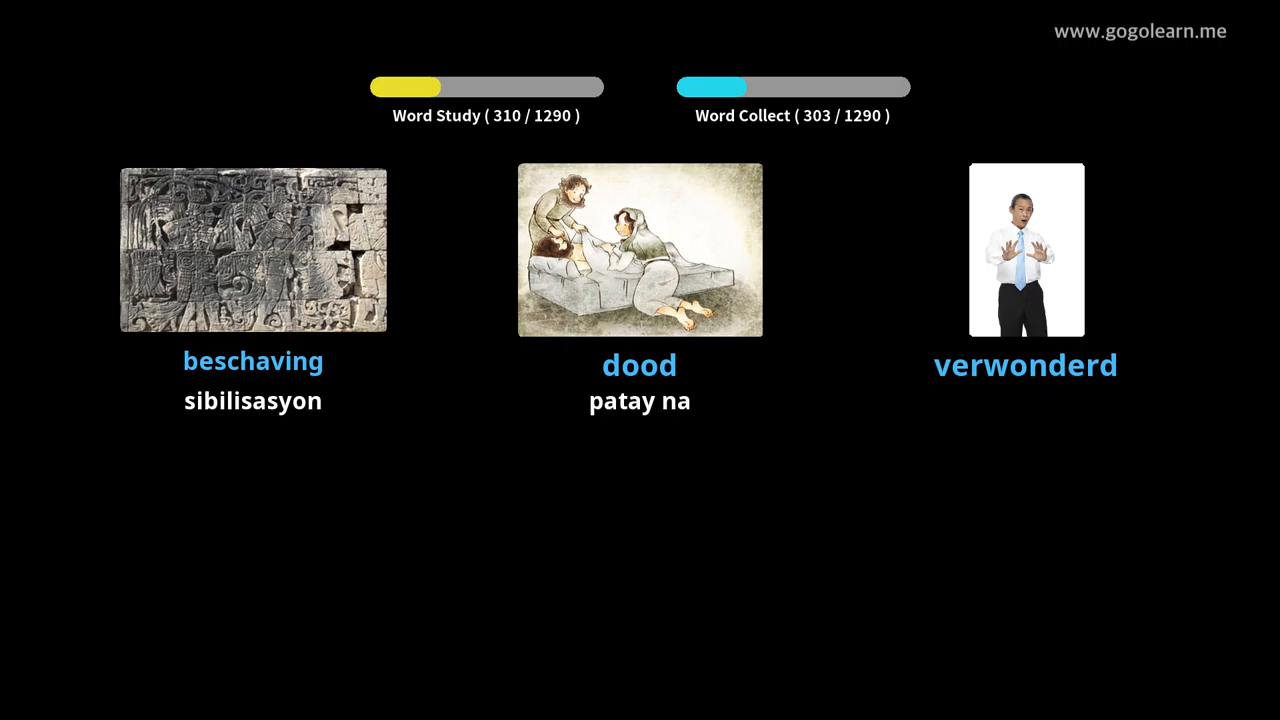 www.gogolearn.me
Word Study ( 310 / 1290 )
Word Collect ( 303 / 1290 )
beschaving
sibilisasyon
dood
patay na
verwonderd